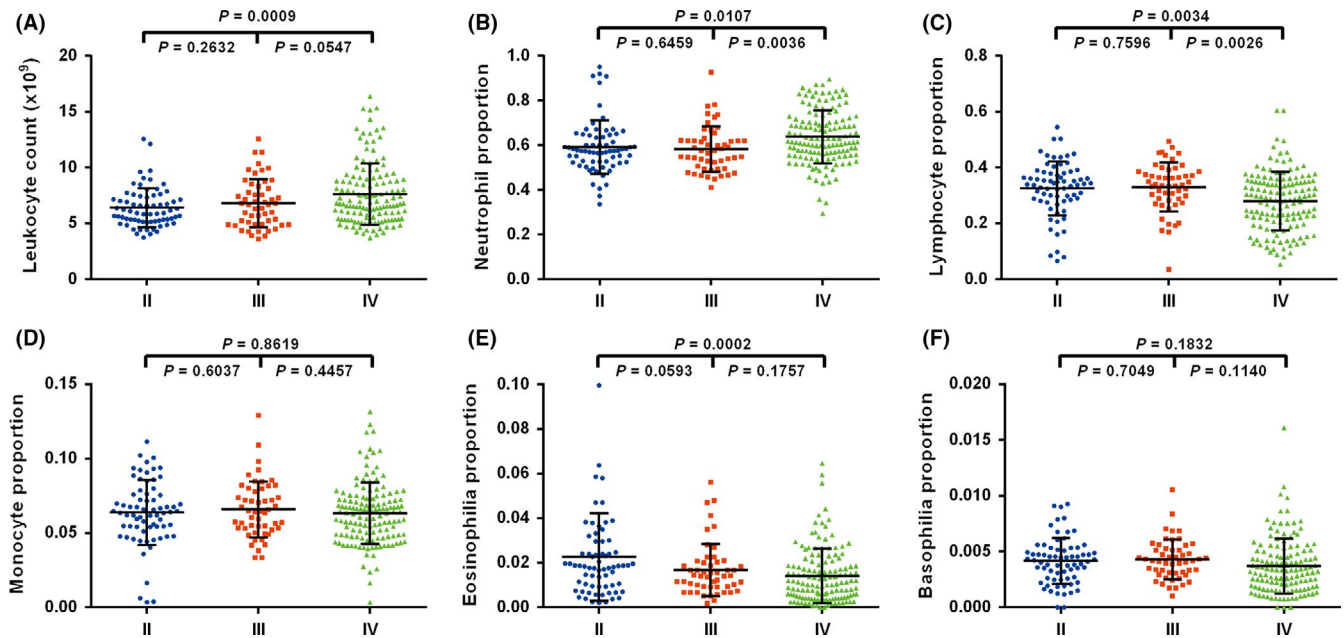 (A)
P = 0.0009
P = 0.2632
P = 0.0547
Leukocyte count (x10⁹)
20
15
10
5
0
II
III
IV
(B)
P = 0.0107
P = 0.6459
P = 0.0036
Neutrophil proportion
1.0
0.8
0.6
0.4
0.2
0.0
II
III
IV
(C)
P = 0.0034
P = 0.7596
P = 0.0026
Lymphocyte proportion
0.8
0.6
0.4
0.2
0.0
II
III
IV
(D)
P = 0.8619
P = 0.6037
P = 0.4457
Monocyte proportion
0.15
0.10
0.05
0.00
II
III
IV
(E)
P = 0.0002
P = 0.0593
P = 0.1757
Eosinophilia proportion
0.10
0.08
0.06
0.04
0.02
0.00
II
III
IV
(F)
P = 0.1832
P = 0.7049
P = 0.1140
Basophilia proportion
0.020
0.015
0.010
0.005
0.000
II
III
IV